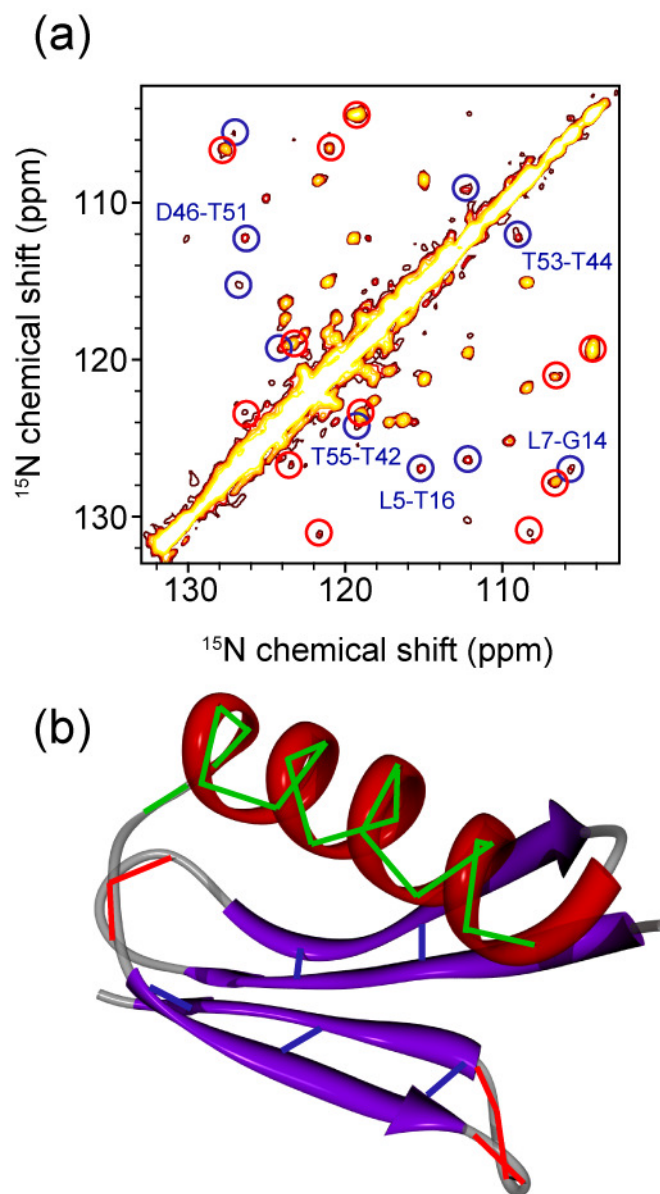 (a)
¹⁵N chemical shift (ppm)
110
120
130
D46-T51
T53-T44
T55-T42
L7-G14
L5-T16
130
120
110
¹⁵N chemical shift (ppm)
(b)